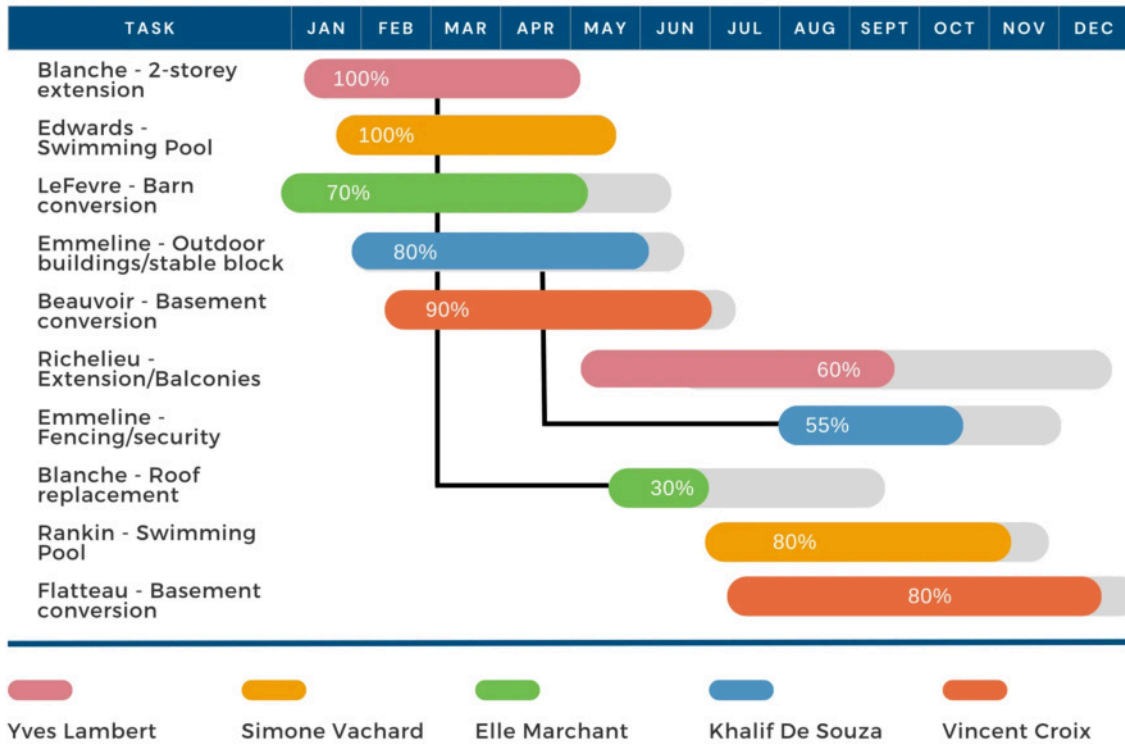 TASK JAN FEB MAR APR MAY JUN JUL AUG SEPT OCT NOV DEC
Blanche - 2-storey
extension
100%
Edwards -
Swimming Pool
100%
LeFevre - Barn
conversion
70%
Emmeline - Outdoor
buildings/stable block
80%
Beauvoir - Basement
conversion
90%
Richelieu -
Extension/Balconies
60%
Emmeline -
Fencing/security
55%
Blanche - Roof
replacement
30%
Rankin - Swimming
Pool
80%
Flatteau - Basement
conversion
80%
Yves Lambert Simone Vachard Elle Marchant Khalif De Souza Vincent Croix